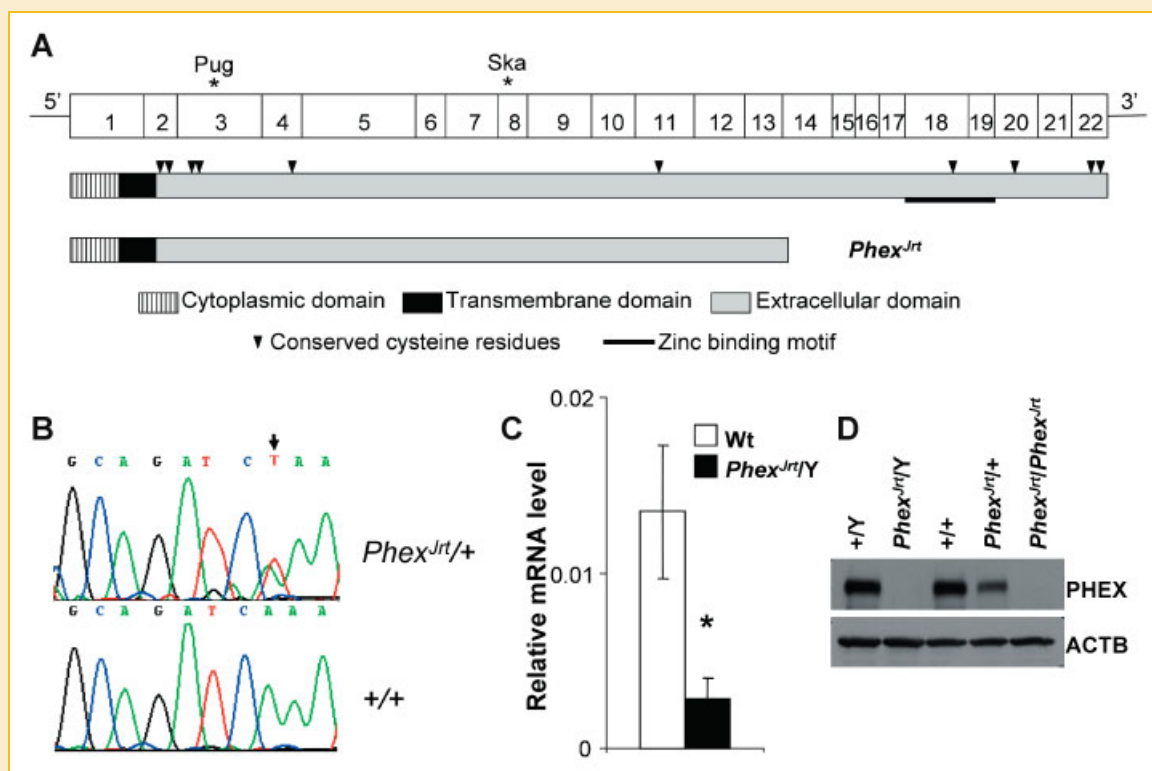 A
Pug
Ska
* *
5’ 3’
1 2 3 4 5 6 7 8 9 10 11 12 13 14 15 16 17 18 19 20 21 22
Phex^Jrt
Cytoplasmic domain Transmembrane domain Extracellular domain
Conserved cysteine residues Zinc binding motif
B
G C A G A T C T A A
Phex^Jrt/+
G C A G A T C A A A
+/+
C
Relative mRNA level
0.02
0.01
0
Wt
Phex^Jrt/Y
*
D
+/Y
Phex^Jrt/Y
+/+
Phex^Jrt/+
Phex^Jrt/Phex^Jrt
PHEX
ACTB